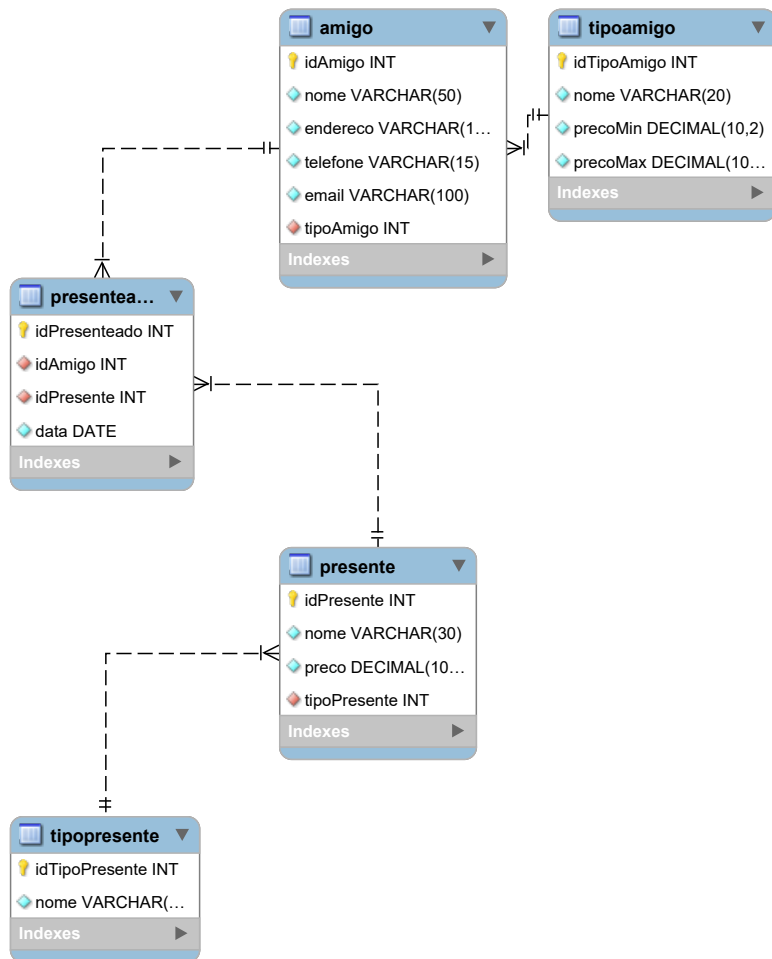 amigo
idAmigo INT
nome VARCHAR(50)
endereco VARCHAR(1…
telefone VARCHAR(15)
email VARCHAR(100)
tipoAmigo INT
Indexes
tipoamigo
idTipoAmigo INT
nome VARCHAR(20)
precoMin DECIMAL(10,2)
precoMax DECIMAL(10…
Indexes
presentea…
idPresenteado INT
idAmigo INT
idPresente INT
data DATE
Indexes
presente
idPresente INT
nome VARCHAR(30)
preco DECIMAL(10…
tipoPresente INT
Indexes
tipopresente
idTipoPresente INT
nome VARCHAR(…
Indexes